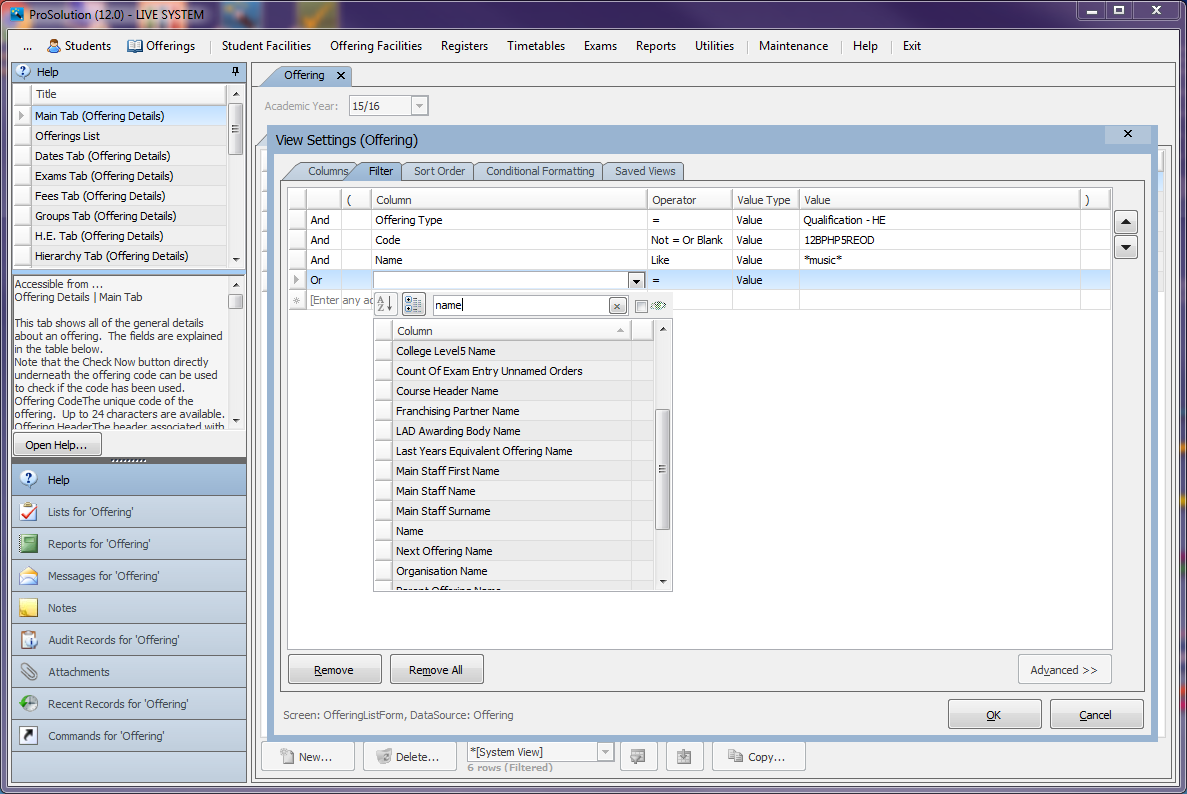 ProSolution (12.0) - LIVE SYSTEM
... Students Offerings Student Facilities Offering Facilities Registers Timetables Exams Reports Utilities Maintenance Help Exit
Help
Title
Main Tab (Offering Details)
Offerings List
Dates Tab (Offering Details)
Exams Tab (Offering Details)
Fees Tab (Offering Details)
Groups Tab (Offering Details)
H.E. Tab (Offering Details)
Hierarchy Tab (Offering Details)
Accessible from ...
Offering Details | Main Tab
This tab shows all of the general details
about an offering. The fields are explained
in the table below.
Note that the Check Now button directly
underneath the offering code can be used
to check if the code has been used.
Offering CodeThe unique code of the
offering. Up to 24 characters are available.
Offering HeaderThe header associated with
Open Help...
Help
Lists for 'Offering'
Reports for 'Offering'
Messages for 'Offering'
Notes
Audit Records for 'Offering'
Attachments
Recent Records for 'Offering'
Commands for 'Offering'
Offering
Academic Year: 15/16
View Settings (Offering)
Columns Filter Sort Order Conditional Formatting Saved Views
( Column Operator Value Type Value )
And Offering Type = Value Qualification - HE
And Code Not = Or Blank Value 12BPHP5REOD
And Name Like Value *music*
Or = Value
[Enter any ad
A Z name
Column
College Level5 Name
Count Of Exam Entry Unnamed Orders
Course Header Name
Franchising Partner Name
LAD Awarding Body Name
Last Years Equivalent Offering Name
Main Staff First Name
Main Staff Name
Main Staff Surname
Name
Next Offering Name
Organisation Name
Parent Offering Name
Remove Remove All Advanced >>
Screen: OfferingListForm, DataSource: Offering
OK Cancel
New... Delete... *[System View] Copy...
6 rows (Filtered)